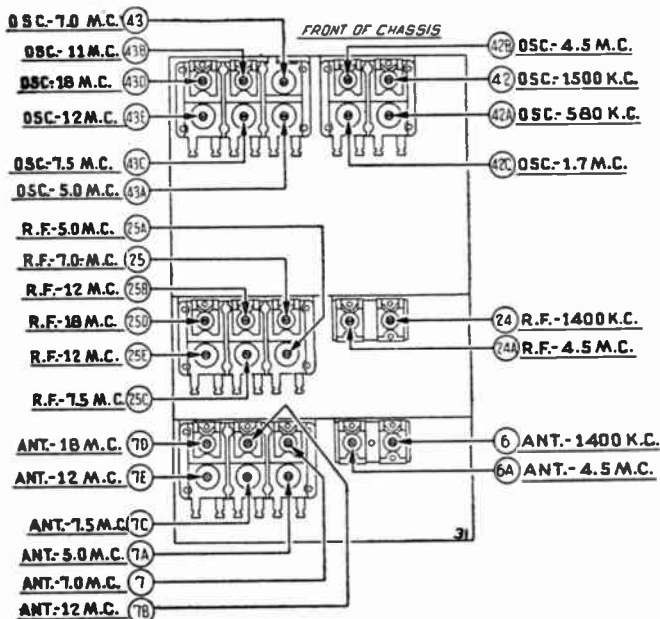 FRONT OF CHASSIS
OSC.-7.0 M.C. 43
OSC.-11 M.C. 43B
OSC-18 M.C. 43D
OSC-12 M.C. 43E
OSC-7.5 M.C. 43C
OSC.-5.0 M.C. 43A
42B OSC-4.5 M.C.
42 OSC-1500 K.C.
42A OSC-580 K.C.
42C OSC-1.7 M.C.
R.F.-5.0 M.C. 25A
R.F.-7.0-M.C. 25
R.F.-12 M.C. 25B
R.F.-18 M.C. 25D
R.F.-12 M.C. 25E
R.F.-7.5 M.C 25C
24 R.F.-1400 K.C.
24A R.F.-4.5 M.C.
ANT.-18 M.C. 7D
ANT.-12 M.C. 7E
ANT.-7.5 M.C 7C
ANT.-5.0 M.C. 7A
ANT.-7.0 M.C. 7
ANT.-12 M.C. 7B
6 ANT.-1400 K.C.
6A ANT.-4.5 M.C.
31